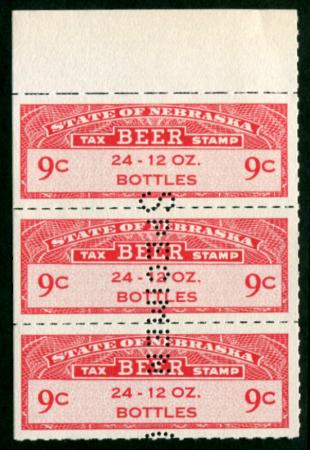 STATE OF NEBRASKA
TAX BEER STAMP
9c 24 - 12 OZ. 9c
BOTTLES
STATE OF NEBRASKA
TAX BEER STAMP
9c 24 - 12 OZ. 9c
BOTTLES
STATE OF NEBRASKA
TAX BEER STAMP
9c 24 - 12 OZ. 9c
BOTTLES